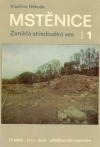 Vladimír Nekuda
MSTĚNICE
Zaniklá středověká ves 1